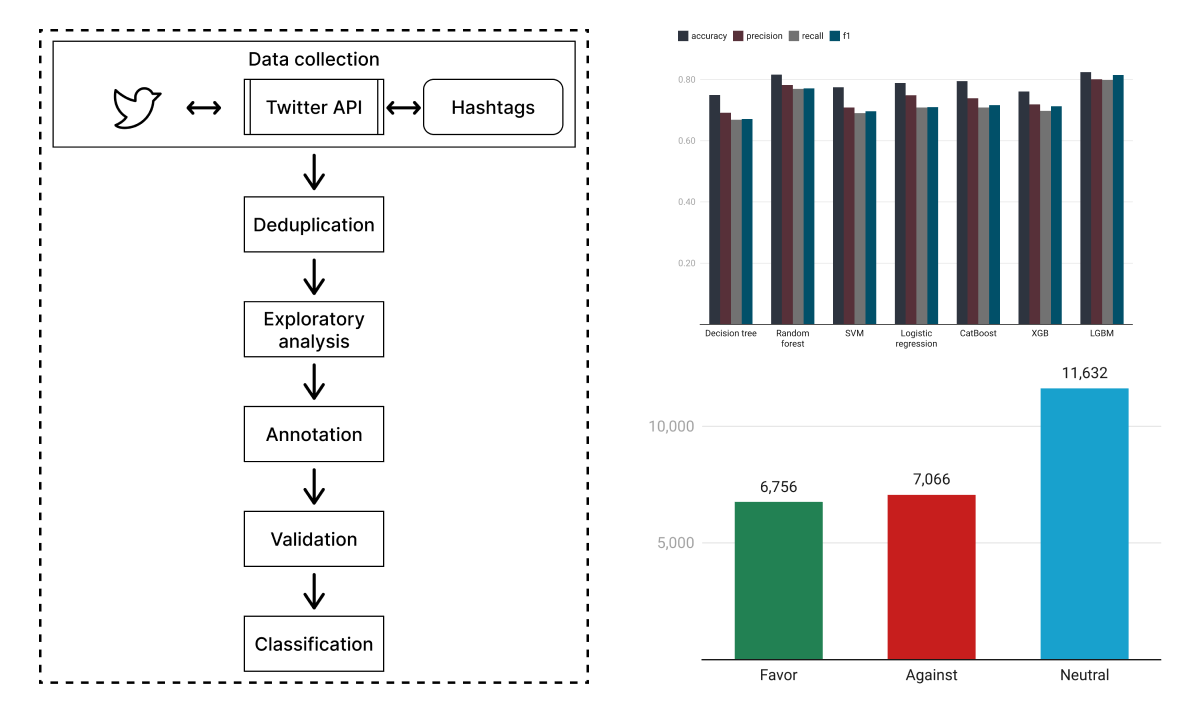 Data collection
Twitter API
Hashtags
Deduplication
Exploratory
analysis
Annotation
Validation
Classification
accuracy precision recall f1
0.80
0.60
0.40
0.20
Decision tree
Random
forest
SVM
Logistic
regression
CatBoost
XGB
LGBM
11,632
10,000
7,066
6,756
5,000
Favor
Against
Neutral